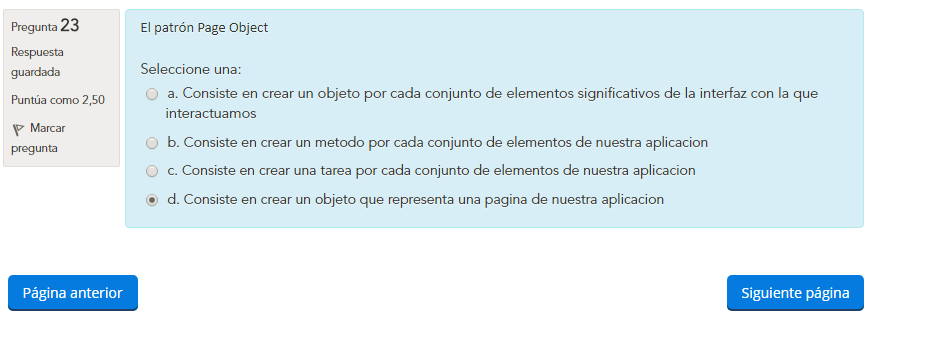 Pregunta 23
Respuesta
guardada
Puntúa como 2,50
Marcar
pregunta
El patrón Page Object
Seleccione una:
a. Consiste en crear un objeto por cada conjunto de elementos significativos de la interfaz con la que
interactuamos
b. Consiste en crear un metodo por cada conjunto de elementos de nuestra aplicacion
c. Consiste en crear una tarea por cada conjunto de elementos de nuestra aplicacion
d. Consiste en crear un objeto que representa una pagina de nuestra aplicacion
Página anterior
Siguiente página